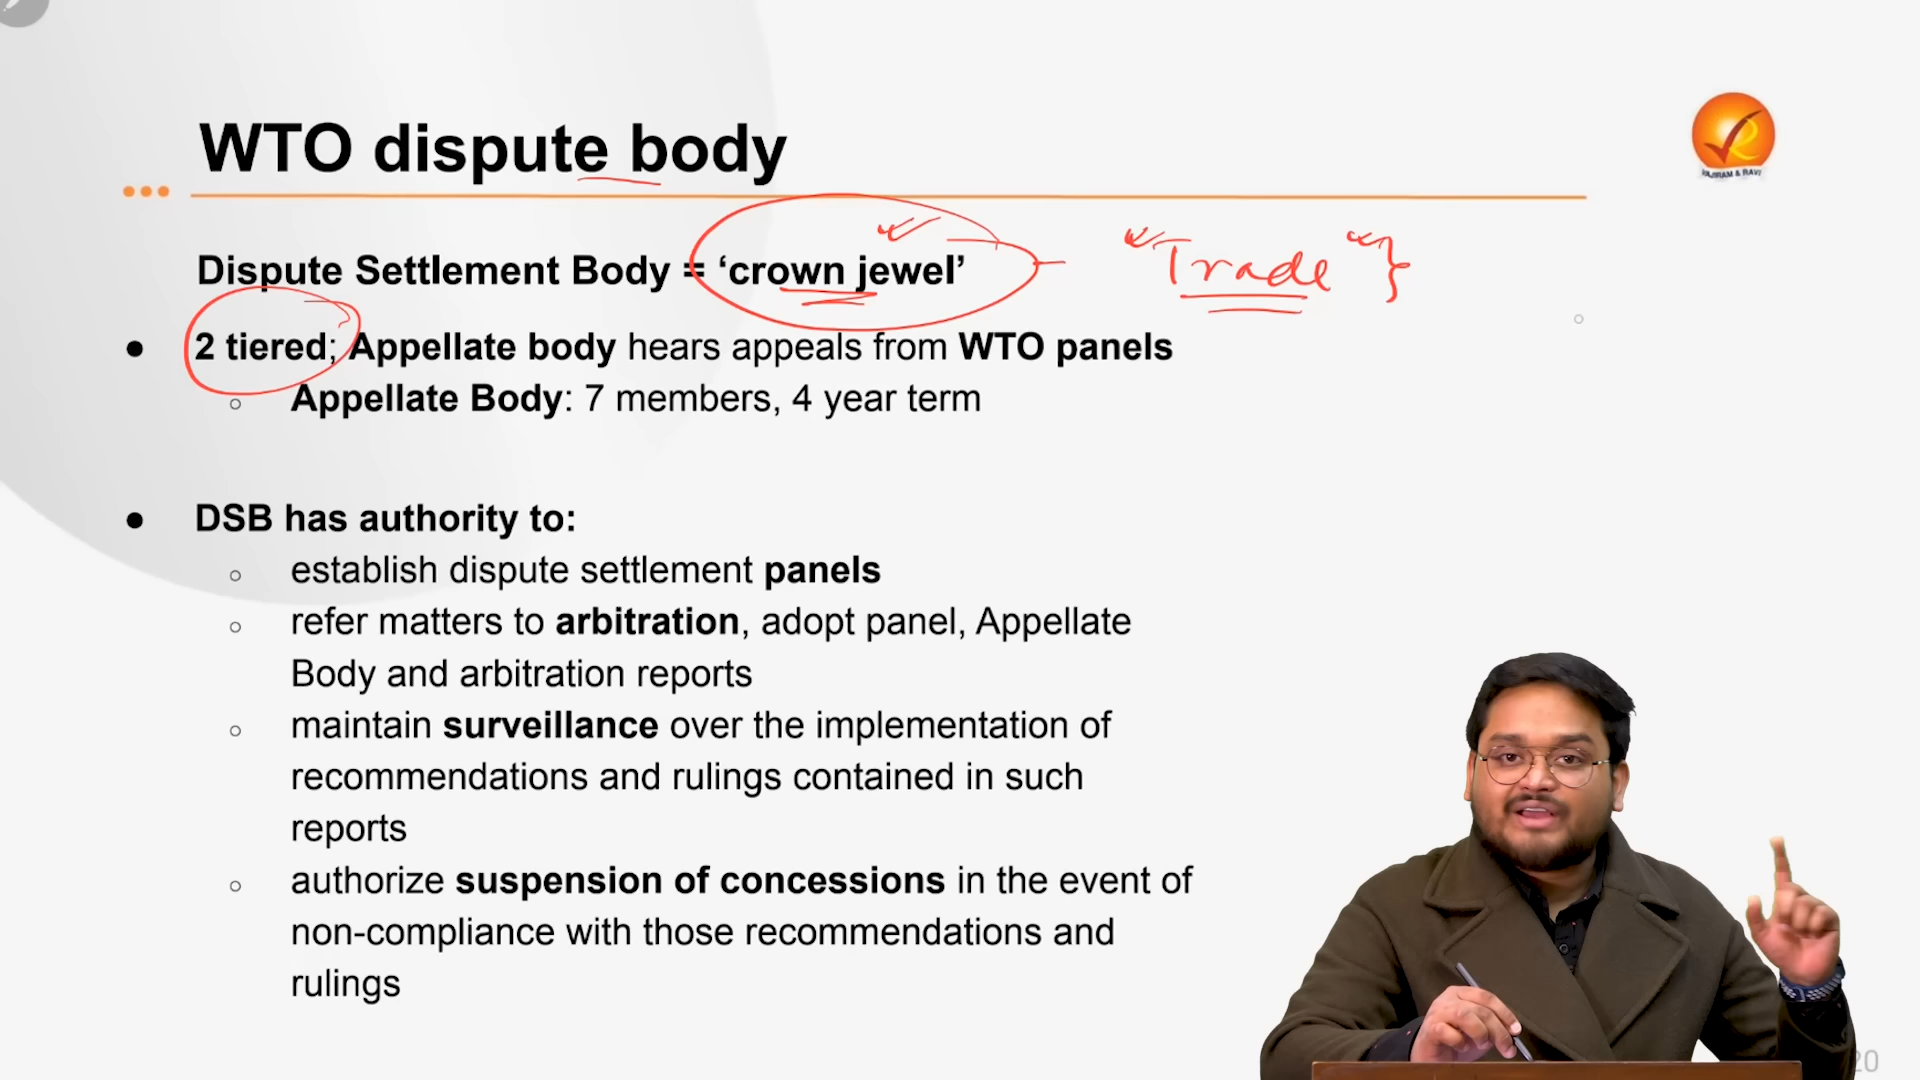 WTO dispute body
VAJIRAM & RAVI
Dispute Settlement Body = ‘crown jewel’ "Trade" }
● 2 tiered; Appellate body hears appeals from WTO panels
○ Appellate Body: 7 members, 4 year term
● DSB has authority to:
○ establish dispute settlement panels
○ refer matters to arbitration, adopt panel, Appellate
Body and arbitration reports
○ maintain surveillance over the implementation of
recommendations and rulings contained in such
reports
○ authorize suspension of concessions in the event of
non-compliance with those recommendations and
rulings
20